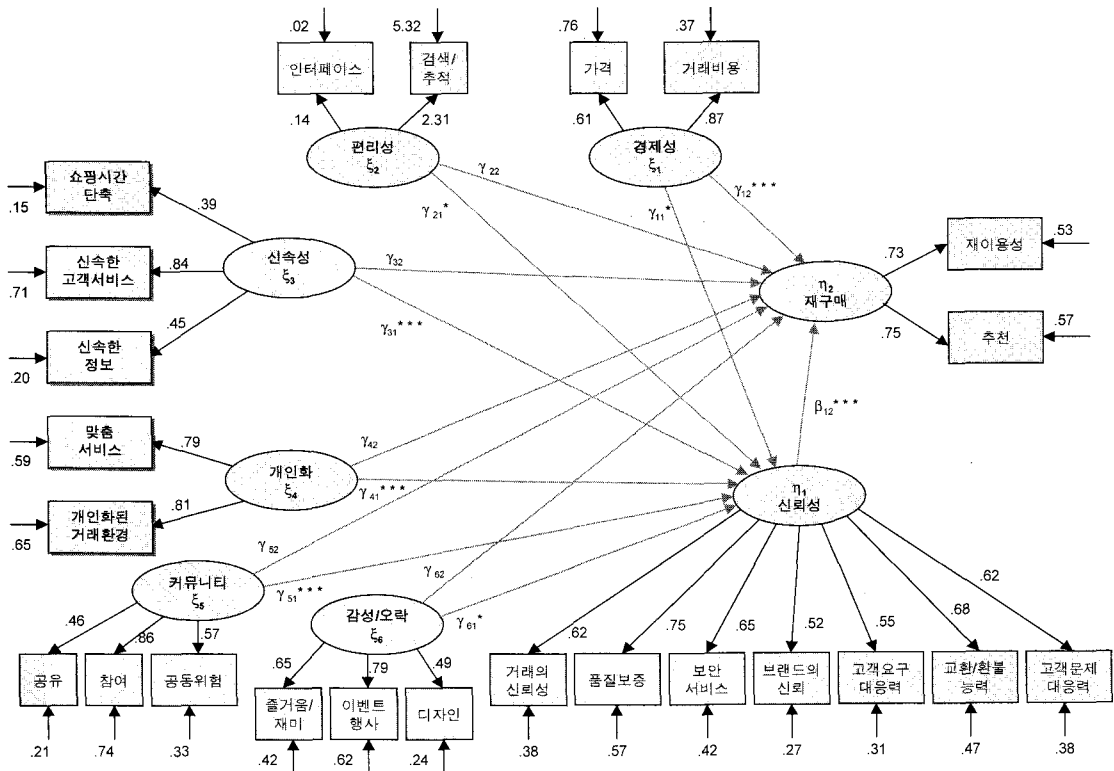 .02
5.32
.76
.37
인터페이스
검색/
추적
가격
거래비용
.14
2.31
.61
.87
편리성
ξ2
경제성
ξ1
쇼핑시간
단축
.15
.39
γ22
γ21*
γ11*
γ12***
신속한
고객서비스
.71
.84
신속성
ξ3
γ32
γ31***
η2
재구매
.73
재이용성
.53
.75
추천
.57
신속한
정보
.20
.45
β12***
맞춤
서비스
.59
.79
개인화
ξ4
γ42
γ41***
개인화된
거래환경
.65
.81
η1
신뢰성
커뮤니티
ξ5
γ52
γ51***
감성/오락
ξ6
γ62
γ61*
.46
.86
.57
.65
.79
.49
.62
.75
.65
.52
.55
.68
.62
공유
참여
공동위험
즐거움/
재미
이벤트
행사
디자인
거래의
신뢰성
품질보증
보안
서비스
브랜드의
신뢰
고객요구
대응력
교환/환불
능력
고객문제
대응력
.21
.74
.33
.42
.62
.24
.38
.57
.42
.27
.31
.47
.38